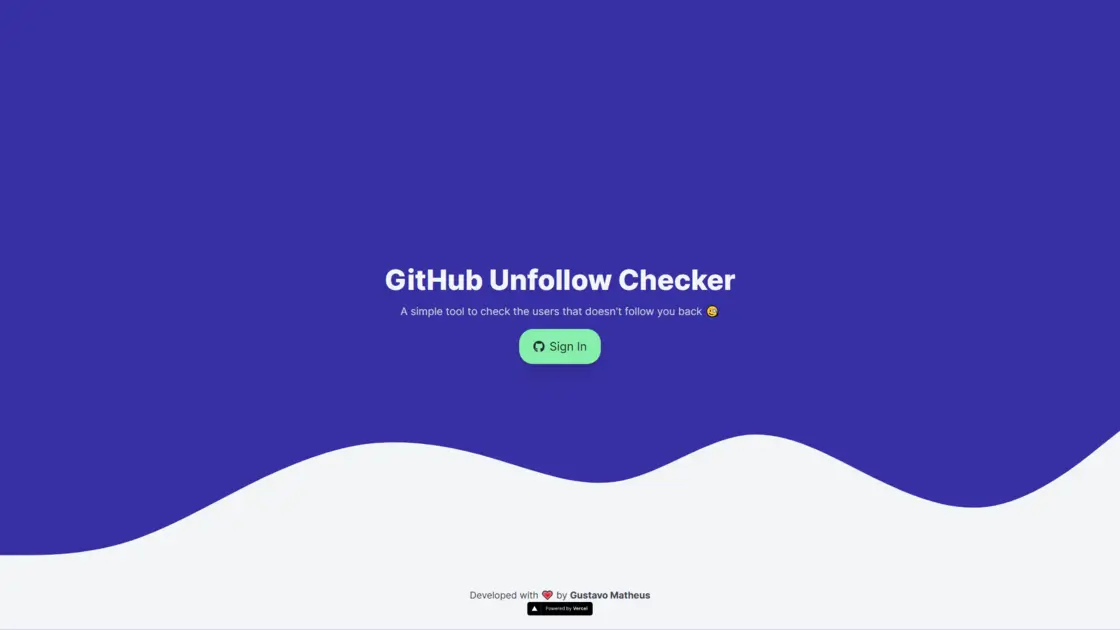 GitHub Unfollow Checker
A simple tool to check the users that doesn't follow you back 🥲
Sign In
Developed with 💖 by Gustavo Matheus
Powered by Vercel